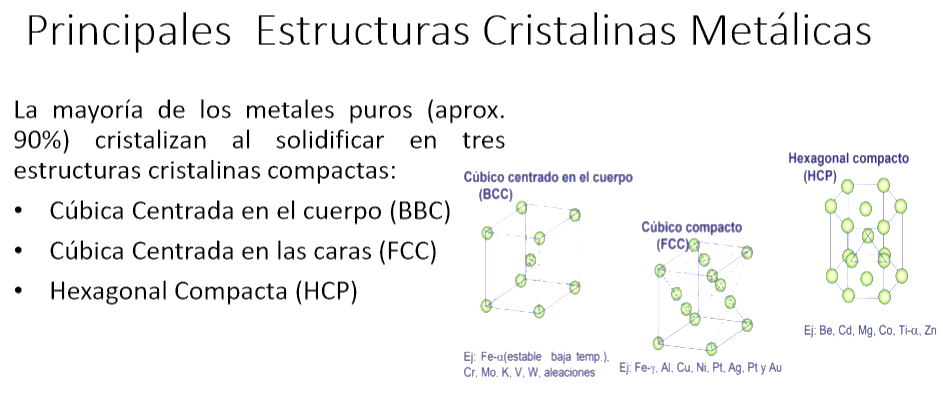 Principales Estructuras Cristalinas Metálicas
La mayoría de los metales puros (aprox.
90%) cristalizan al solidificar en tres
estructuras cristalinas compactas:
• Cúbica Centrada en el cuerpo (BBC)
• Cúbica Centrada en las caras (FCC)
• Hexagonal Compacta (HCP)
Cúbico centrado en el cuerpo
(BCC)
Ej: Fe-α(estable baja temp.).
Cr, Mo, K, V, W, aleaciones
Cúbico compacto
(FCC)
Ej: Fe-γ, Al, Cu, Ni, Pt, Ag, Pt y Au
Hexagonal compacto
(HCP)
Ej: Be, Cd, Mg, Co, Ti-α, Zn